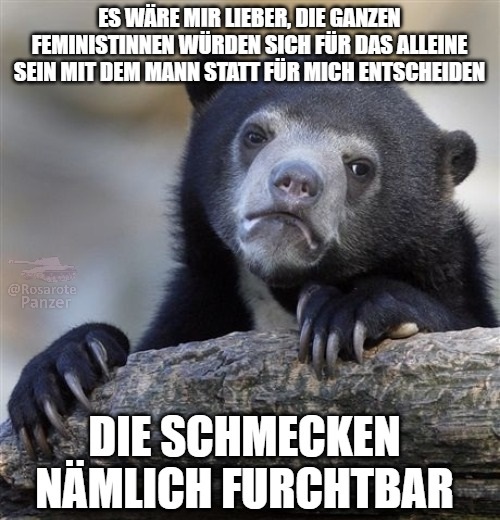 ES WÄRE MIR LIEBER, DIE GANZEN
FEMINISTINNEN WÜRDEN SICH FÜR DAS ALLEINE
SEIN MIT DEM MANN STATT FÜR MICH ENTSCHEIDEN
@Rosarote
Panzer
DIE SCHMECKEN
NÄMLICH FURCHTBAR